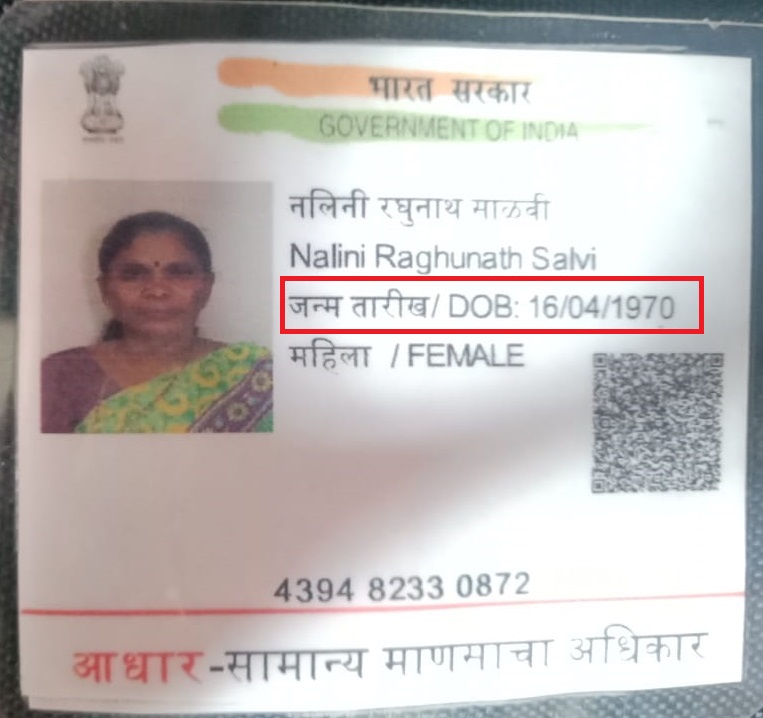 भारत सरकार
GOVERNMENT OF INDIA
नलिनी रघुनाथ माळवी
Nalini Raghunath Salvi
जन्म तारीख/ DOB: 16/04/1970
महिला / FEMALE
4394 8233 0872
आधार-सामान्य माणमाचा अधिकार